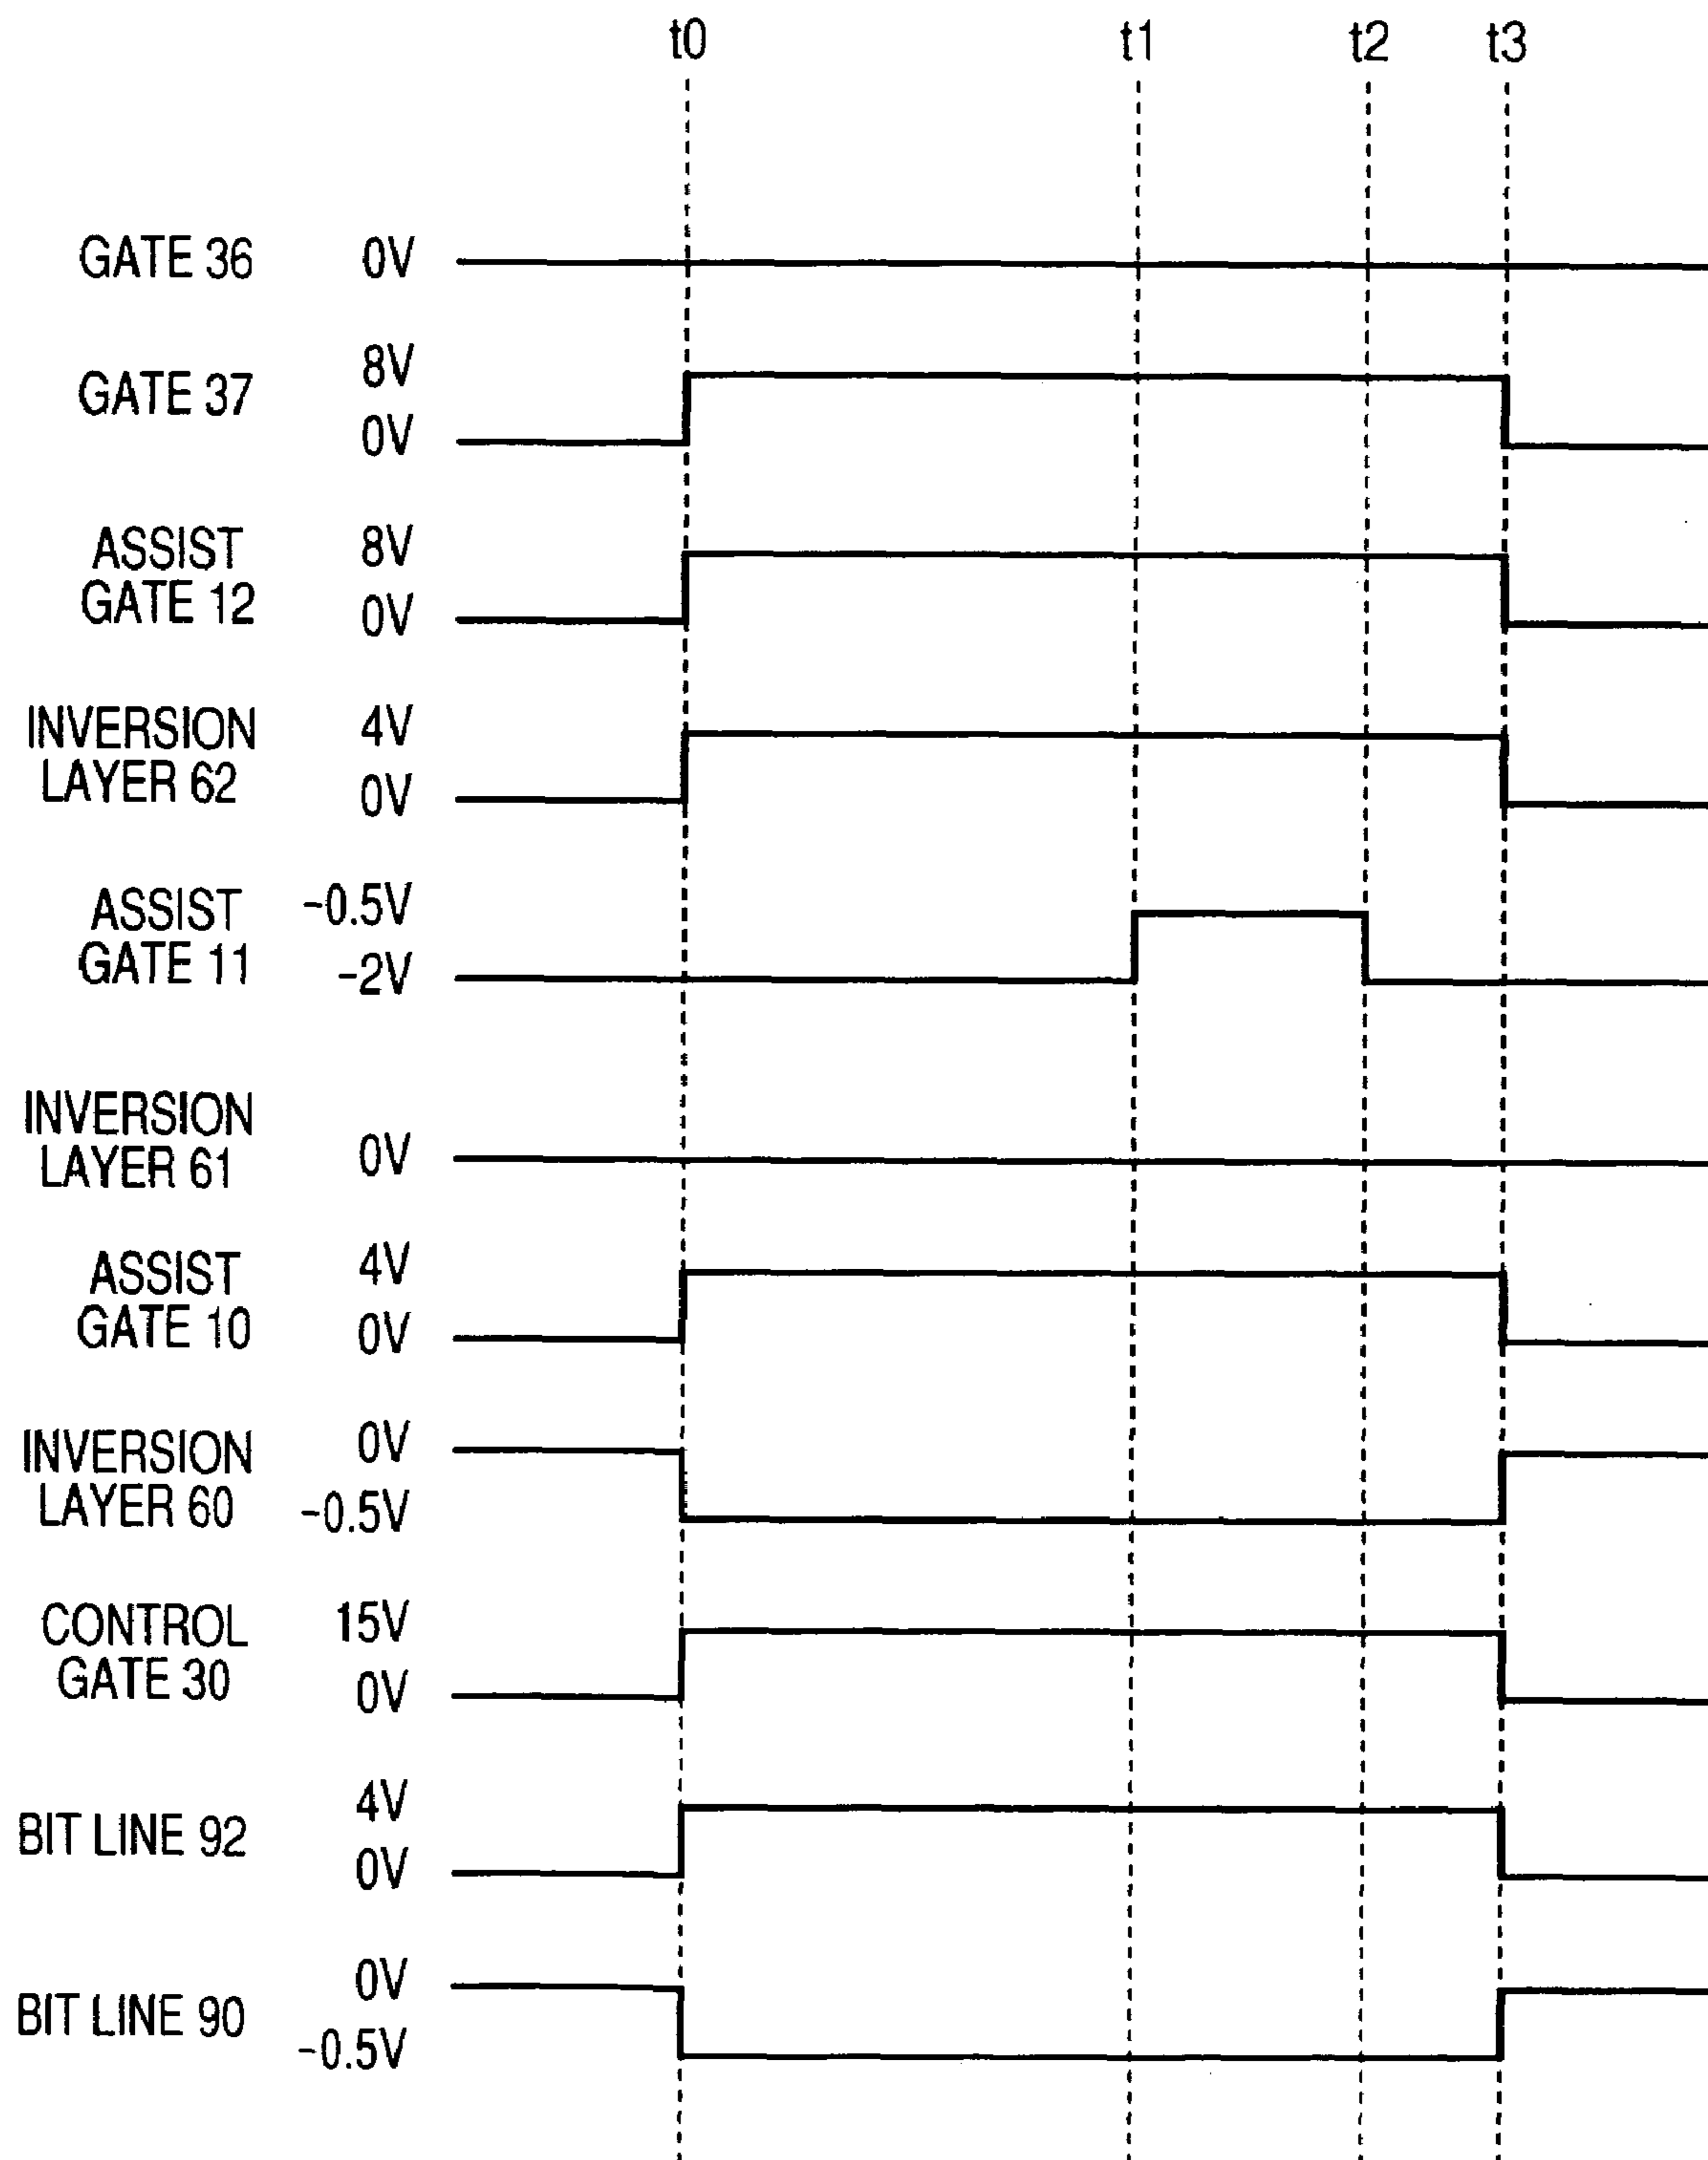 t0 t1 t2 t3
GATE 36 0V
8V
GATE 37
0V
ASSIST 8V
GATE 12 0V
INVERSION 4V
LAYER 62 0V
ASSIST -0.5V
GATE 11 -2V
INVERSION
LAYER 61 0V
ASSIST 4V
GATE 10 0V
INVERSION 0V
LAYER 60 -0.5V
CONTROL 15V
GATE 30 0V
4V
BIT LINE 92
0V
0V
BIT LINE 90
-0.5V